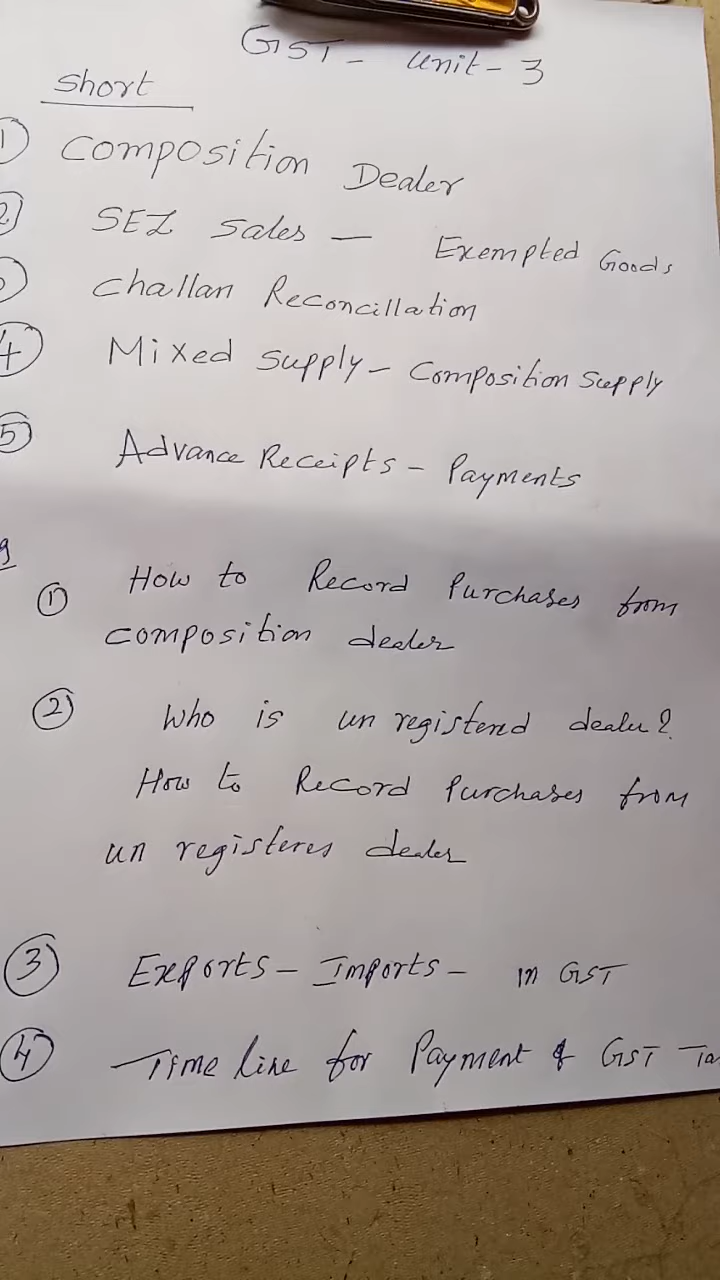 GST - Unit - 3
Short
① Composition Dealer
② SEZ Sales — Exempted Goods
Challan Reconcillation
④ Mixed Supply - Composition Supply
⑤ Advance Receipts - Payments
① How to Record Purchases from
composition dealer
② Who is un registered dealer?
How to Record Purchases from
un registeres dealer
③ Exports - Imports - in GST
④ Time line for Payment of GST